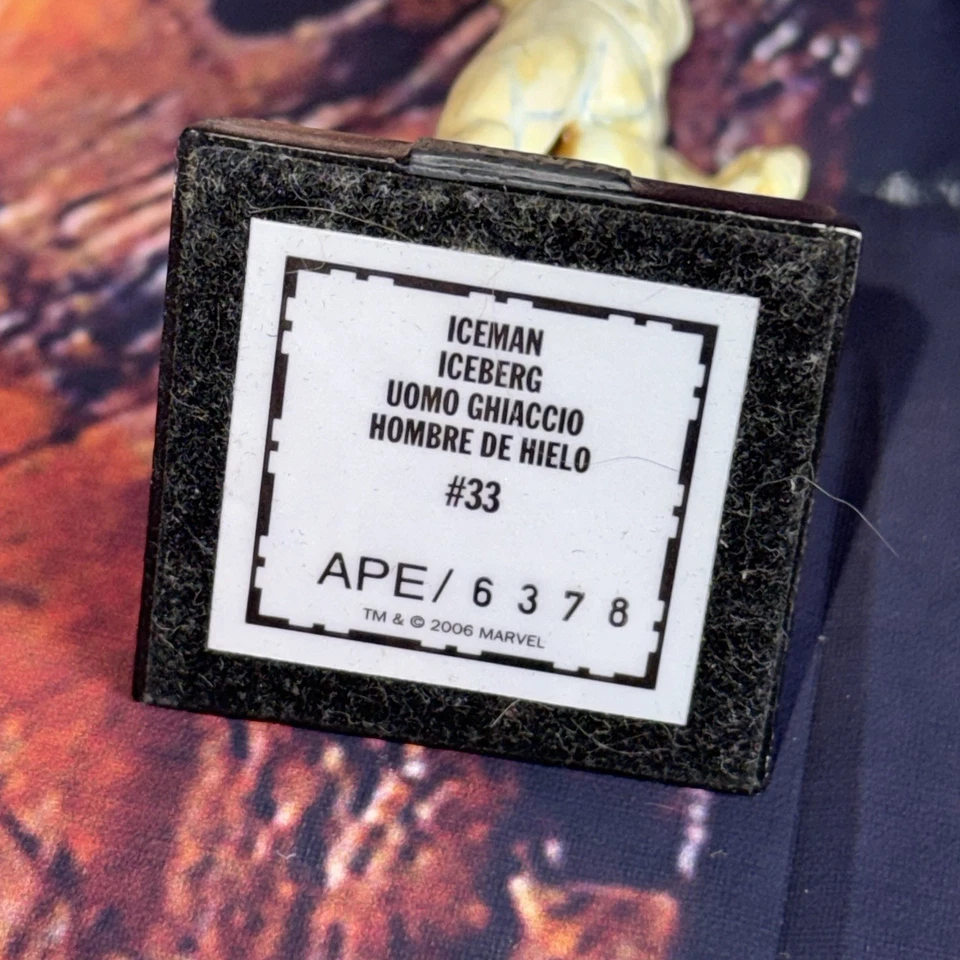 ICEMAN
ICEBERG
UOMO GHIACCIO
HOMBRE DE HIELO
#33
APE/ 6 3 7 8
TM & © 2006 MARVEL